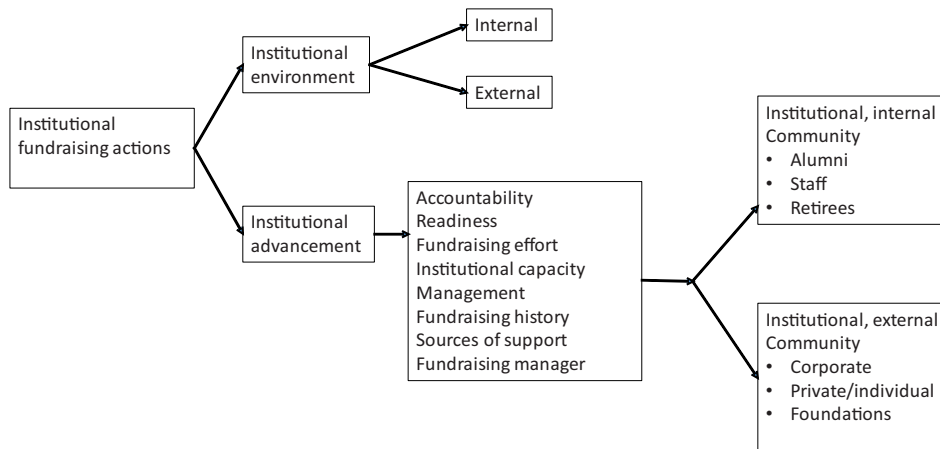 Institutional
fundraising actions
Institutional
environment
Internal
External
Institutional
advancement
Accountability
Readiness
Fundraising effort
Institutional capacity
Management
Fundraising history
Sources of support
Fundraising manager
Institutional, internal
Community
• Alumni
• Staff
• Retirees
Institutional, external
Community
• Corporate
• Private/individual
• Foundations